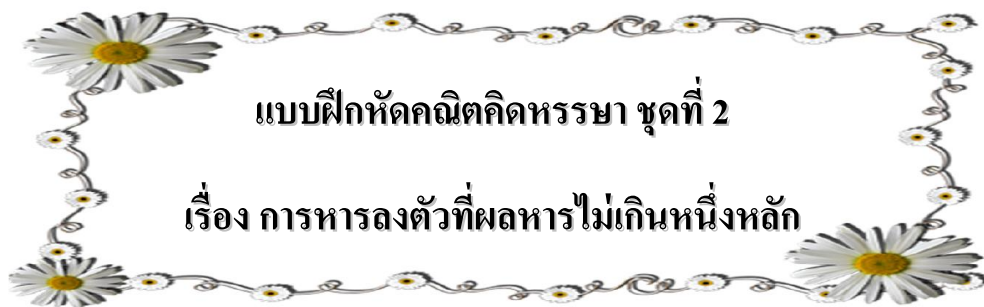 แบบฝึกหัดคณิตคิดหรรษา ชุดที่ 2
เรื่อง การหารลงตัวที่ผลหารไม่เกินหนึ่งหลัก